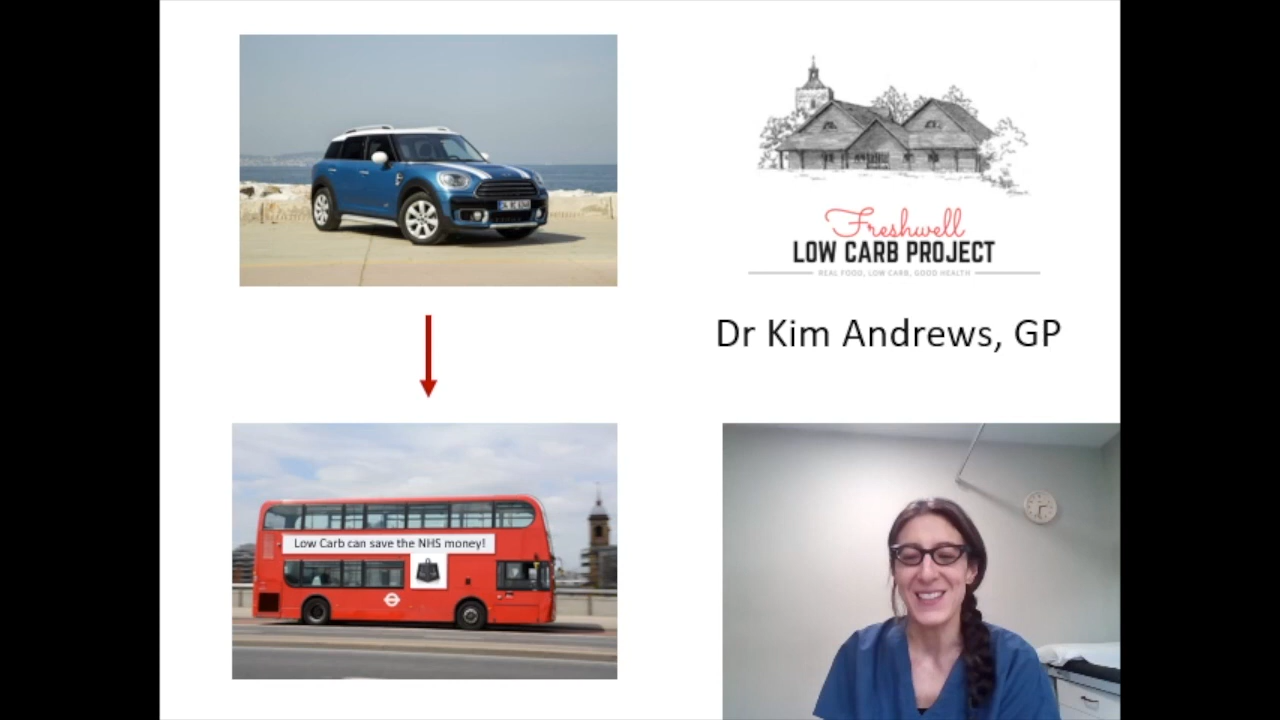 Freshwell
LOW CARB PROJECT
REAL FOOD, LOW CARB, GOOD HEALTH
Dr Kim Andrews, GP
Low Carb can save the NHS money!